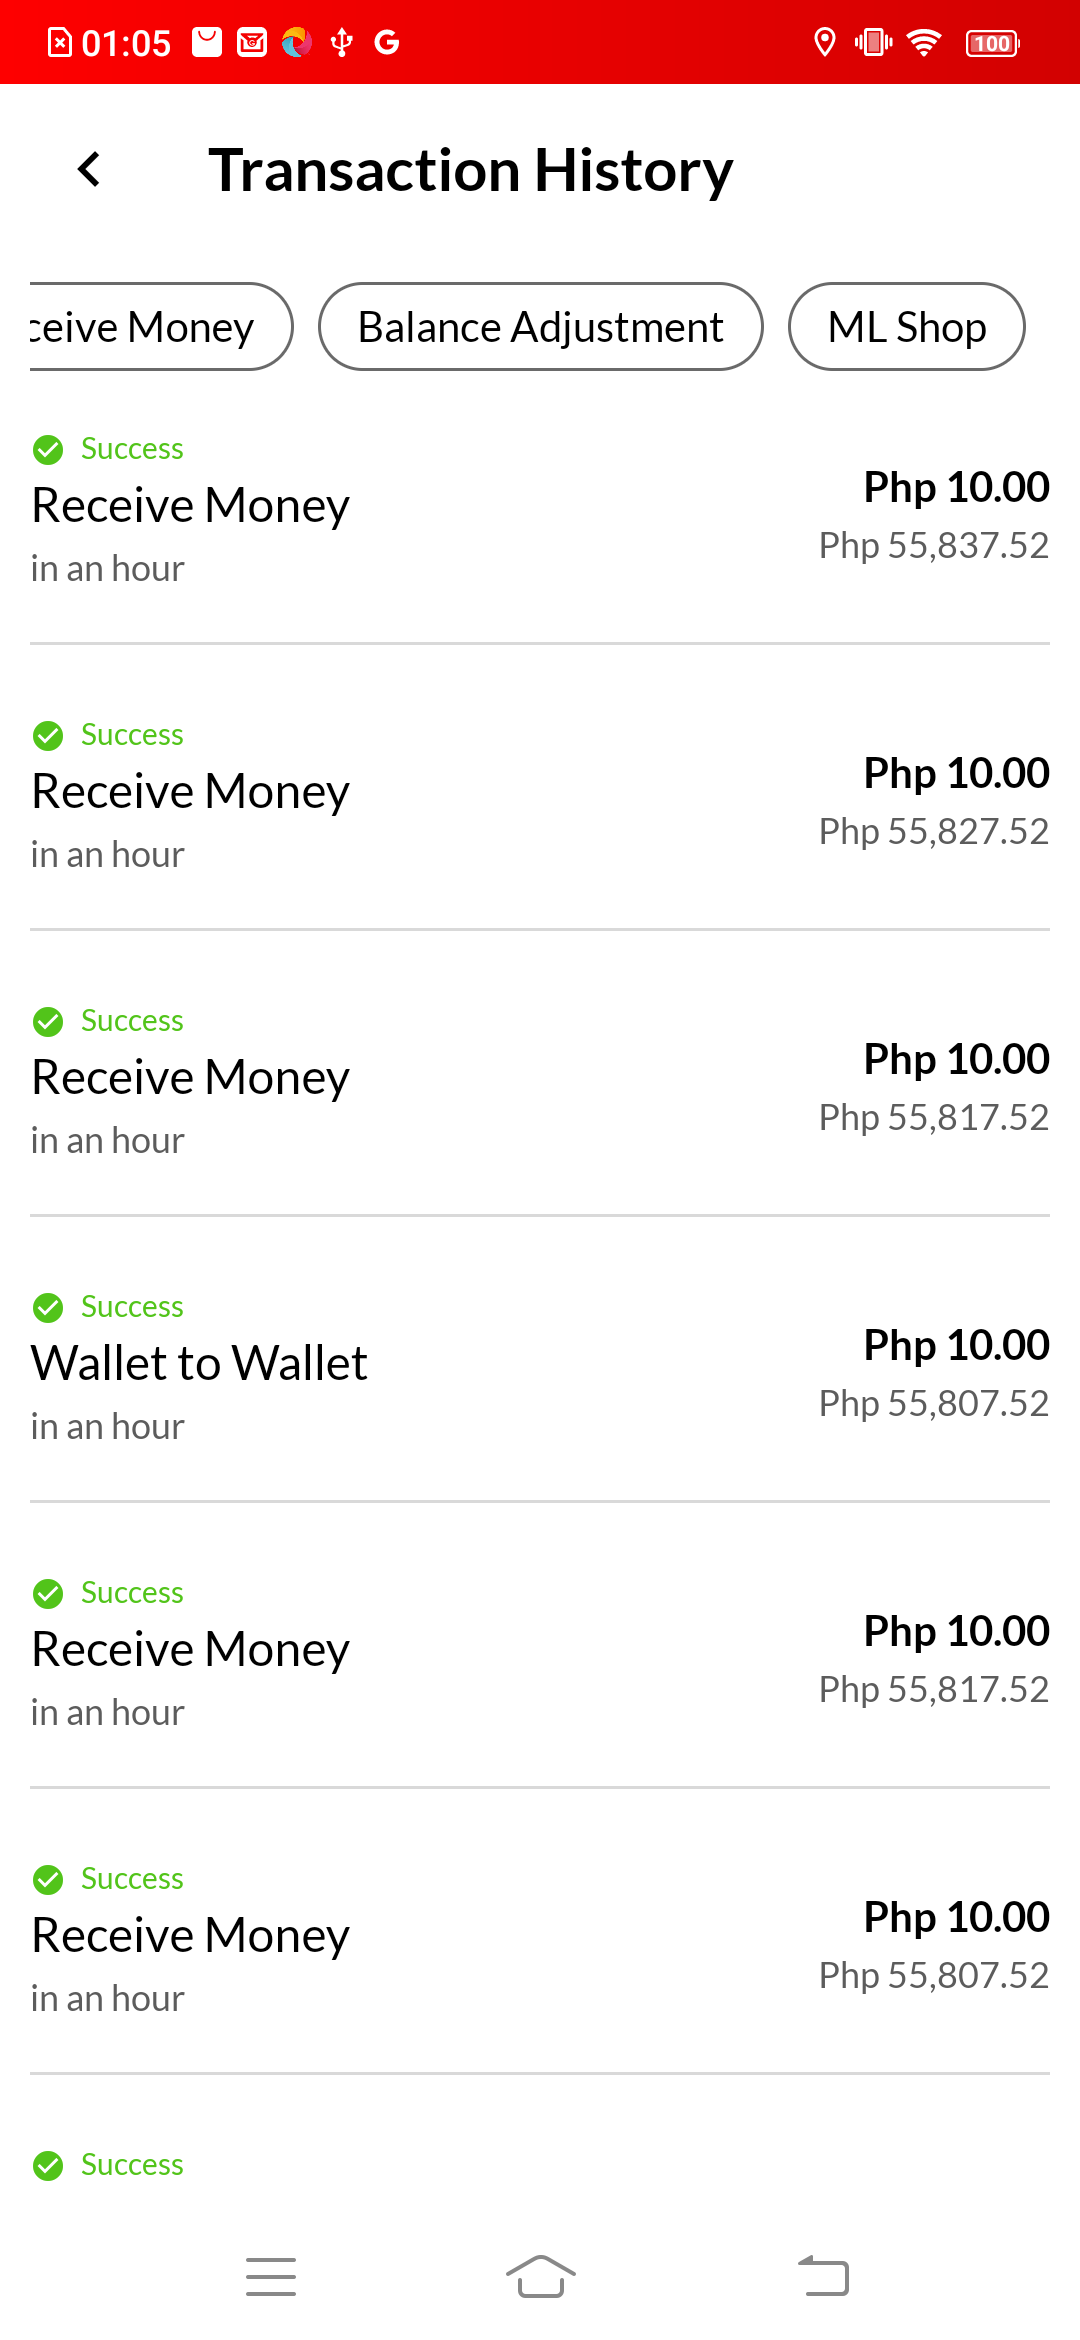 01:05
100
Transaction History
ceive Money
Balance Adjustment
ML Shop
Success
Receive Money
in an hour
Php 10.00
Php 55,837.52
Success
Receive Money
in an hour
Php 10.00
Php 55,827.52
Success
Receive Money
in an hour
Php 10.00
Php 55,817.52
Success
Wallet to Wallet
in an hour
Php 10.00
Php 55,807.52
Success
Receive Money
in an hour
Php 10.00
Php 55,817.52
Success
Receive Money
in an hour
Php 10.00
Php 55,807.52
Success